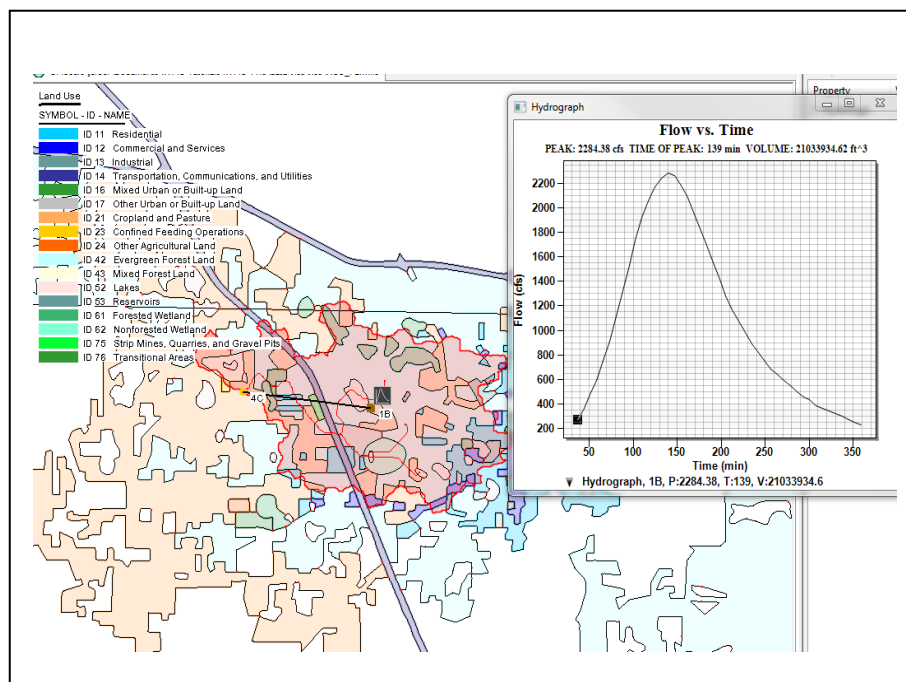 Land Use
SYMBOL - ID - NAME
ID 11 Residential
ID 12 Commercial and Services
ID 13 Industrial
ID 14 Transportation, Communications, and Utilities
ID 16 Mixed Urban or Built-up Land
ID 17 Other Urban or Built-up Land
ID 21 Cropland and Pasture
ID 23 Confined Feeding Operations
ID 24 Other Agricultural Land
ID 42 Evergreen Forest Land
ID 43 Mixed Forest Land
ID 52 Lakes
ID 53 Reservoirs
ID 61 Forested Wetland
ID 62 Nonforested Wetland
ID 75 Strip Mines, Quarries, and Gravel Pits
ID 76 Transitional Areas
4C
1B
Property
Hydrograph
Flow vs. Time
PEAK: 2284.38 cfs TIME OF PEAK: 139 min VOLUME: 21033934.62 ft^3
Flow (cfs)
2200
2000
1800
1600
1400
1200
1000
800
600
400
200
50 100 150 200 250 300 350
Time (min)
Hydrograph, 1B, P:2284.38, T:139, V:21033934.6